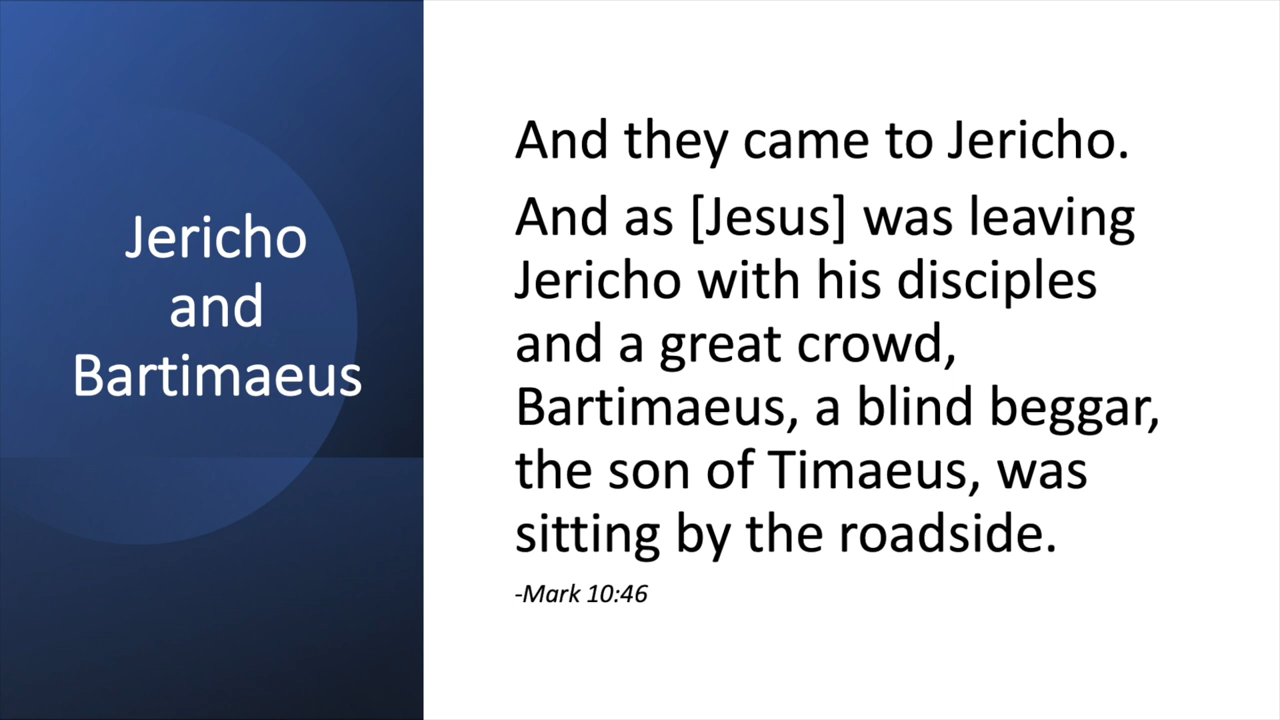 Jericho
and
Bartimaeus
And they came to Jericho.
And as [Jesus] was leaving
Jericho with his disciples
and a great crowd,
Bartimaeus, a blind beggar,
the son of Timaeus, was
sitting by the roadside.
-Mark 10:46